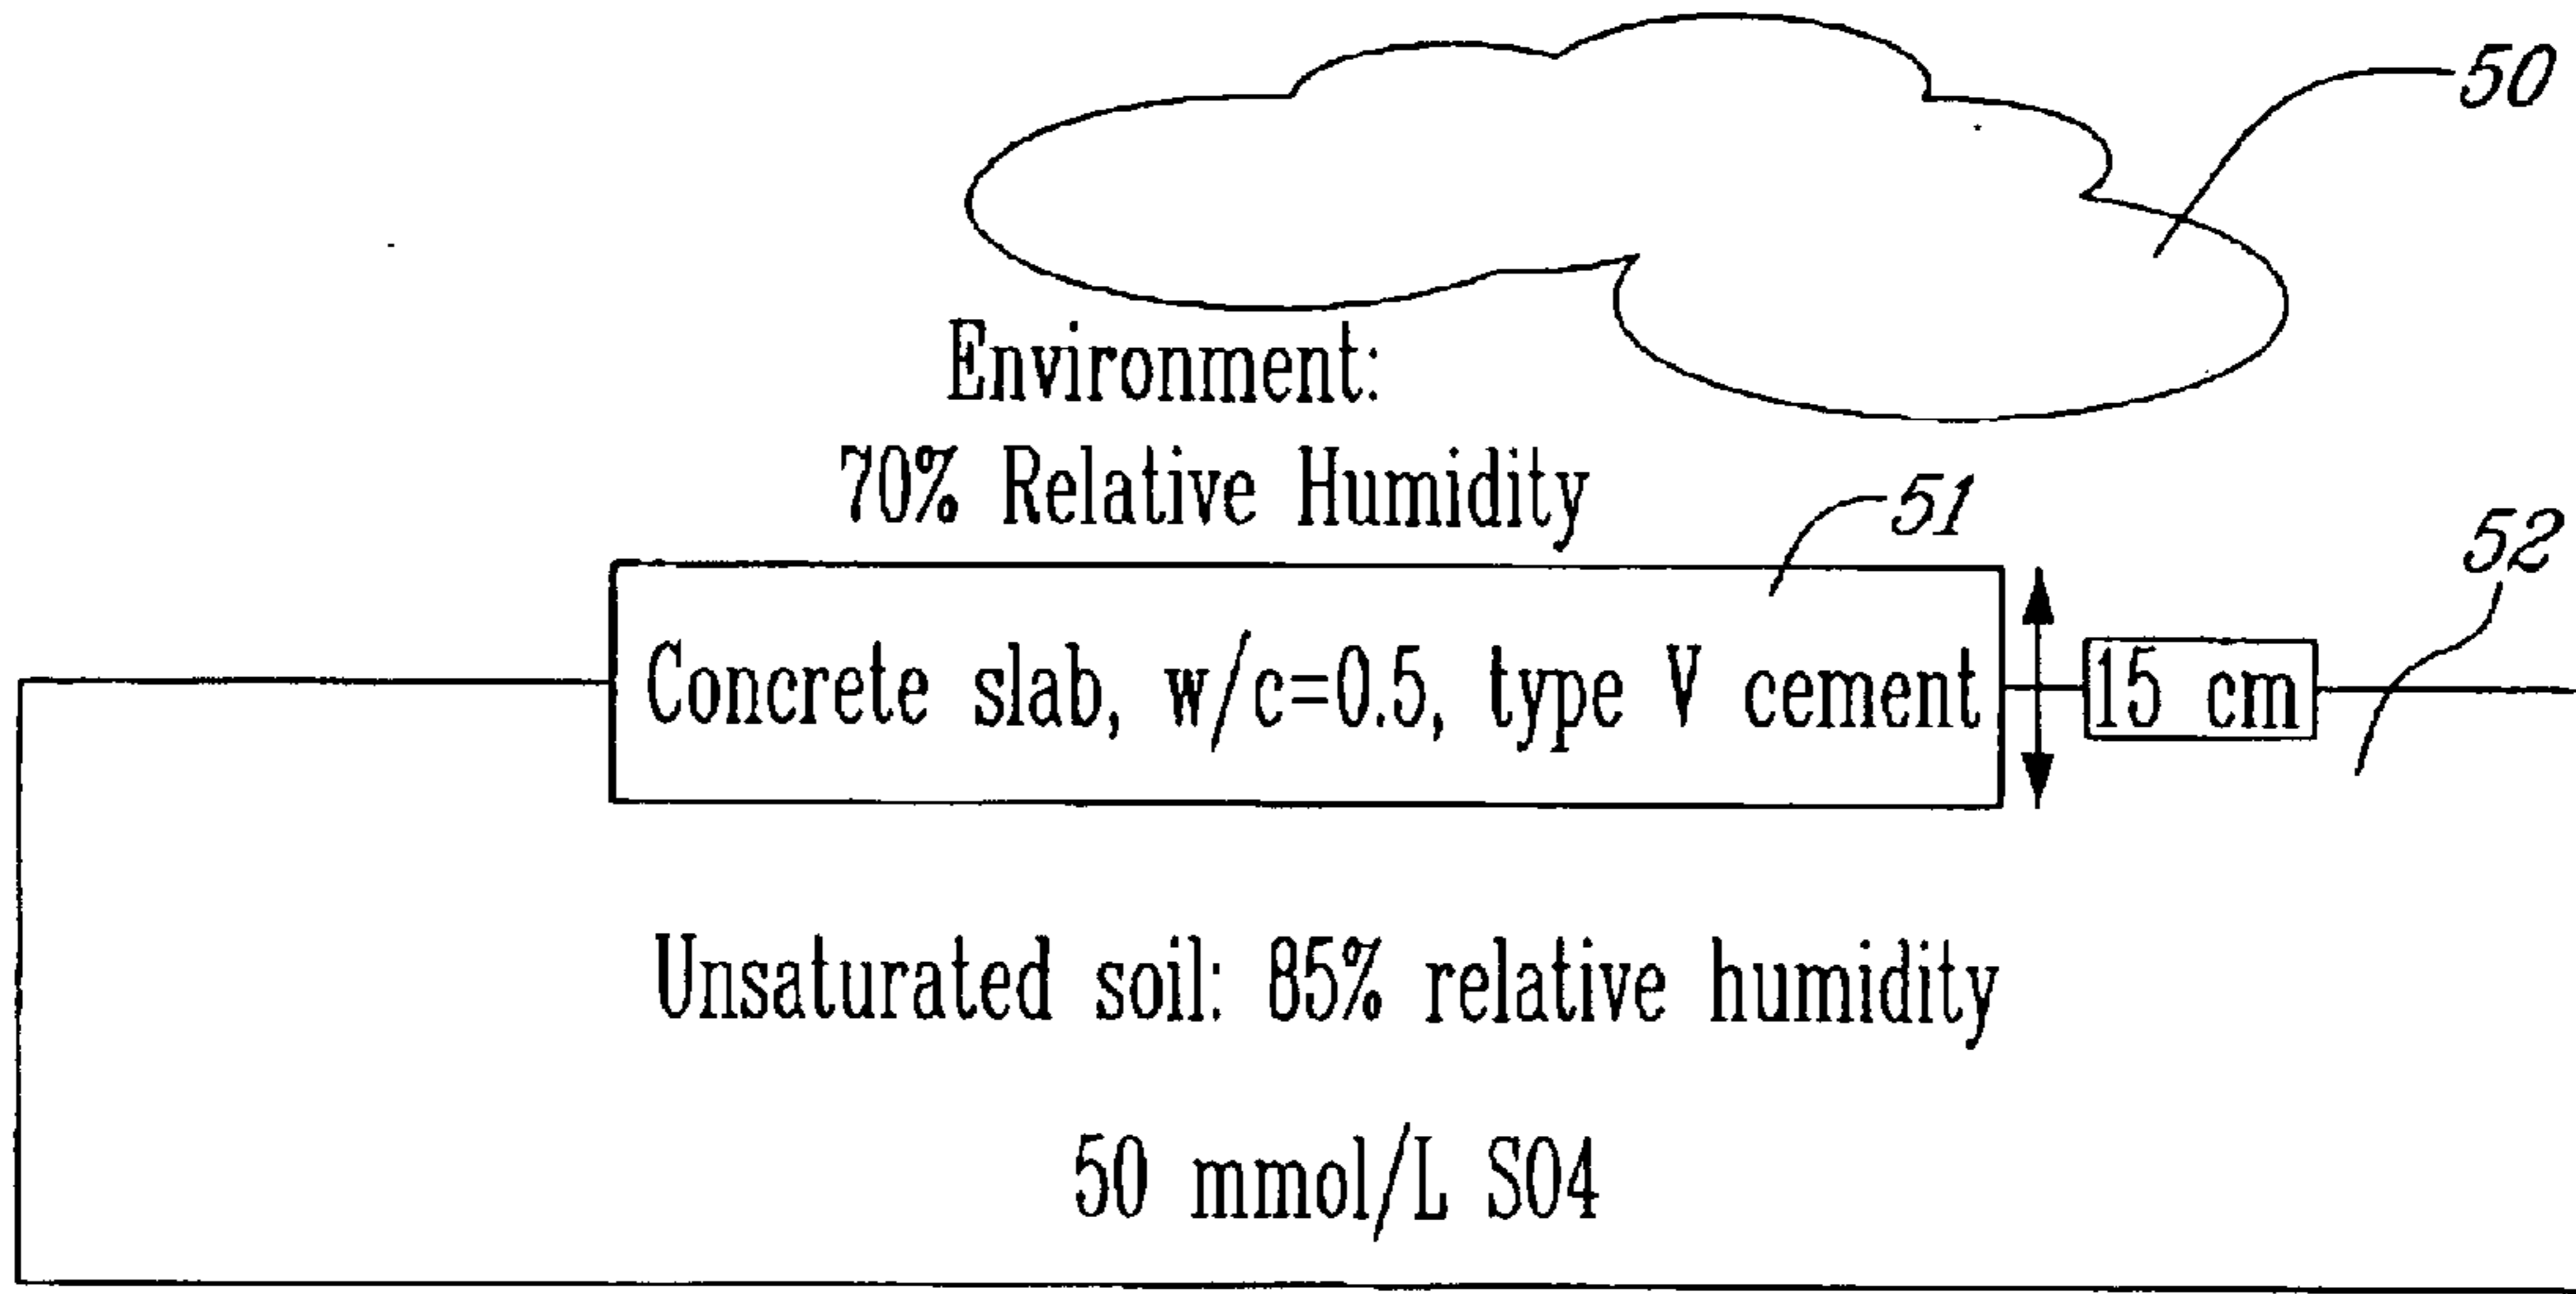 50
Environment:
70% Relative Humidity
51
52
Concrete slab, w/c=0.5, type V cement
15 cm
Unsaturated soil: 85% relative humidity
50 mmol/L SO4